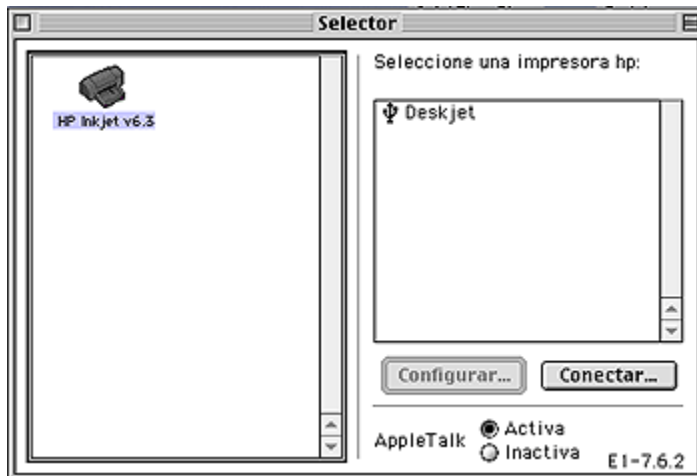 Selector
HP Inkjet v6.3
Seleccione una impresora hp:
Deskjet
Configurar...
Conectar...
AppleTalk
Activa
Inactiva
E1-7.6.2